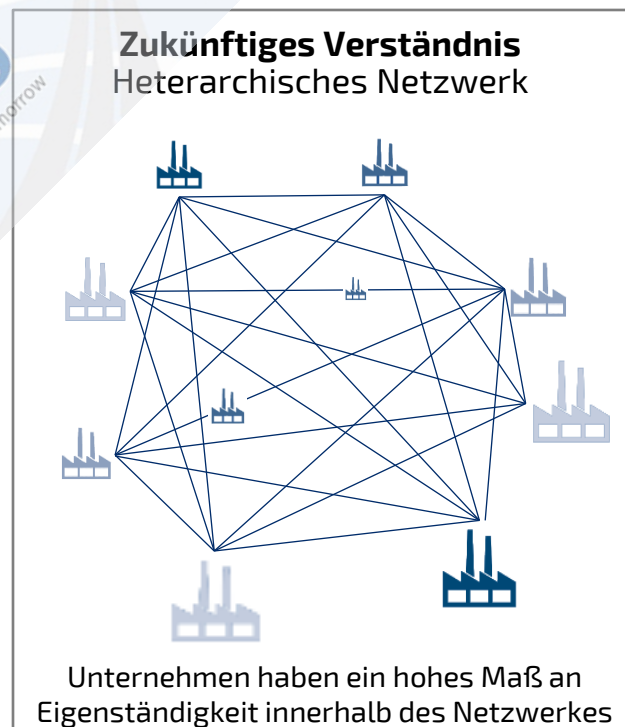 Zukünftiges Verständnis
Heterarchisches Netzwerk
Unternehmen haben ein hohes Maß an
Eigenständigkeit innerhalb des Netzwerkes